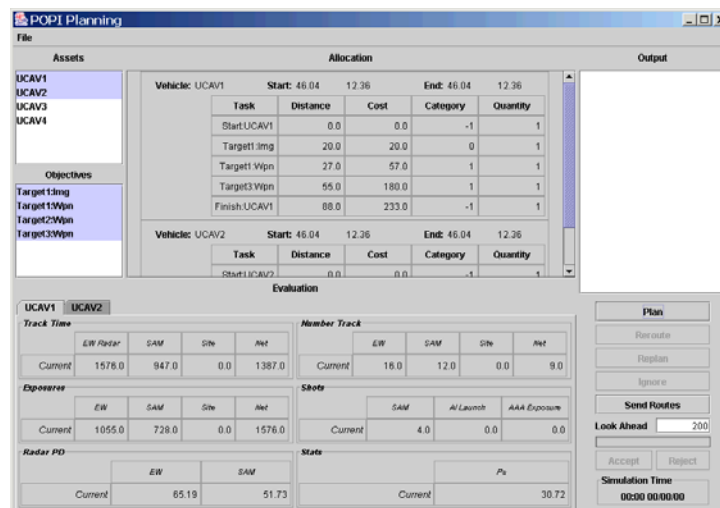 POPI Planning
File
Assets
Allocation
Output
UCAV1
UCAV2
UCAV3
UCAV4
Objectives
Target1:Img
Target1:Wpn
Target2:Wpn
Target3:Wpn
Vehicle: UCAV1 Start: 46.04 12.36 End: 46.04 12.36
Task Distance Cost Category Quantity
Start:UCAV1 0.0 0.0 -1 1
Target1:Img 20.0 20.0 0 1
Target1:Wpn 27.0 57.0 1 1
Target3:Wpn 55.0 180.0 1 1
Finish:UCAV1 88.0 233.0 -1 1
Vehicle: UCAV2 Start: 46.04 12.36 End: 46.04 12.36
Task Distance Cost Category Quantity
Start:UCAV2 0.0 0.0 -1 1
Evaluation
UCAV1 UCAV2
Track Time
EW Radar SAM Site Net
Current 1576.0 947.0 0.0 1387.0
Number Track
EW SAM Site Net
Current 16.0 12.0 0.0 9.0
Exposures
EW SAM Site Net
Current 1055.0 728.0 0.0 1576.0
Shots
SAM AI Launch AAA Exposure
Current 4.0 0.0 0.0
Radar PD
EW SAM
Current 65.19 51.73
Stats
Ps
Current 30.72
Plan
Reroute
Replan
Ignore
Send Routes
Look Ahead 200
Accept Reject
Simulation Time
00:00 00/00/00